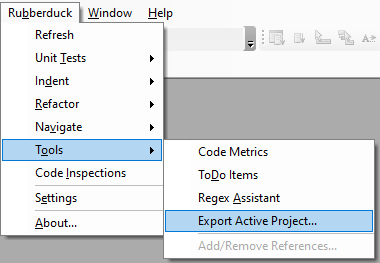 Rubberduck Window Help
Refresh
Unit Tests
Indent
Refactor
Navigate
Tools
Code Inspections
Settings
About...
Code Metrics
ToDo Items
Regex Assistant
Export Active Project...
Add/Remove References...